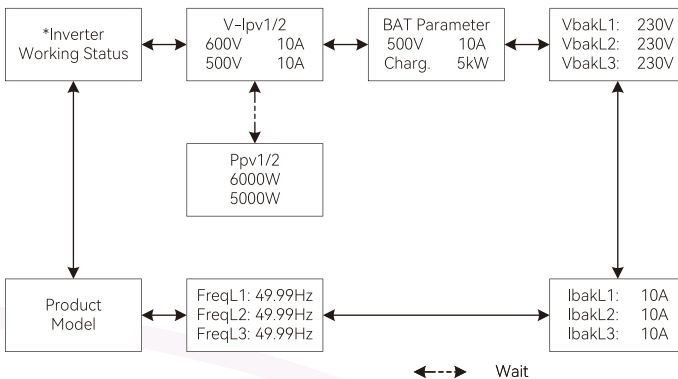 *Inverter
Working Status
V-Ipv1/2
600V 10A
500V 10A
BAT Parameter
500V 10A
Charg. 5kW
VbakL1: 230V
VbakL2: 230V
VbakL3: 230V
Ppv1/2
6000W
5000W
Product
Model
FreqL1: 49.99Hz
FreqL2: 49.99Hz
FreqL3: 49.99Hz
IbakL1: 10A
IbakL2: 10A
IbakL3: 10A
Wait